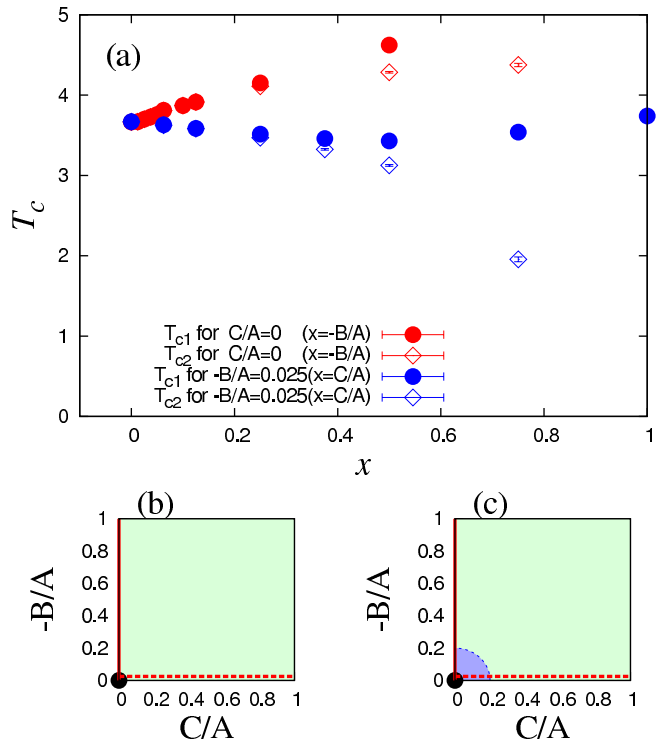 (a)
5
4
3
2
1
0
T_c
T_c1 for C/A=0 (x=-B/A)
T_c2 for C/A=0 (x=-B/A)
T_c1 for -B/A=0.025(x=C/A)
T_c2 for -B/A=0.025(x=C/A)
0 0.2 0.4 0.6 0.8 1
x
(b)
1
0.8
0.6
0.4
0.2
0
-B/A
0 0.2 0.4 0.6 0.8 1
C/A
(c)
1
0.8
0.6
0.4
0.2
0
-B/A
0 0.2 0.4 0.6 0.8 1
C/A